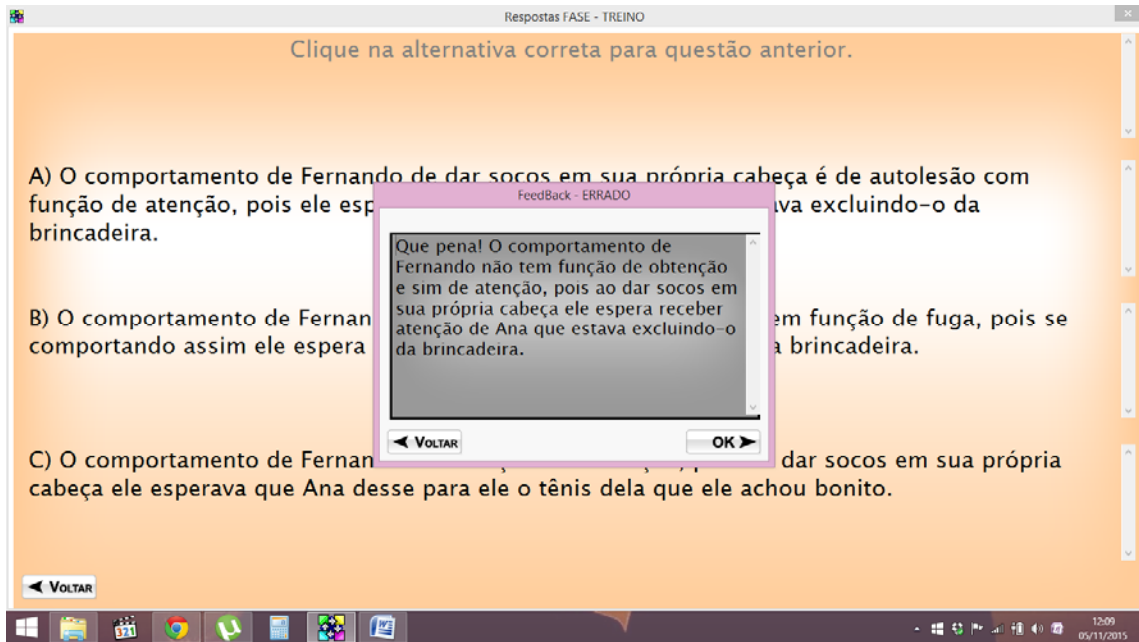 Respostas FASE - TREINO
Clique na alternativa correta para questão anterior.
A) O comportamento de Fernando de dar socos em sua própria cabeça é de autolesão com
função de atenção, pois ele esp
iva excluindo-o da
brincadeira.
FeedBack - ERRADO
Que pena! O comportamento de
Fernando não tem função de obtenção
e sim de atenção, pois ao dar socos em
sua própria cabeça ele espera receber
atenção de Ana que estava excluindo-o
da brincadeira.
VOLTAR
OK
B) O comportamento de Fernan
em função de fuga, pois se
comportando assim ele espera
a brincadeira.
C) O comportamento de Fernan
dar socos em sua própria
cabeça ele esperava que Ana desse para ele o tênis dela que ele achou bonito.
VOLTAR
321
12:09
05/11/2015